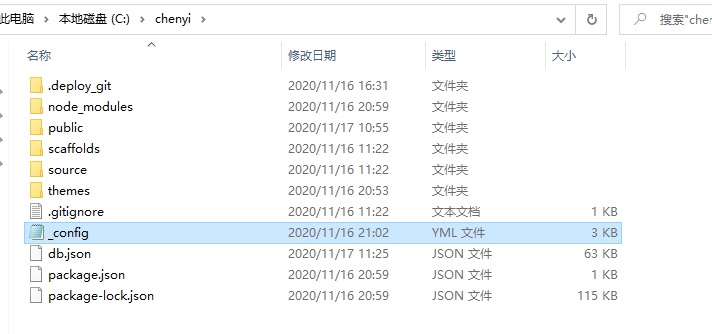 此电脑 › 本地磁盘 (C:) › chenyi
搜索"che
名称 修改日期 类型 大小
.deploy_git 2020/11/16 16:31 文件夹
node_modules 2020/11/16 20:59 文件夹
public 2020/11/17 10:55 文件夹
scaffolds 2020/11/16 11:22 文件夹
source 2020/11/16 11:22 文件夹
themes 2020/11/16 20:53 文件夹
.gitignore 2020/11/16 11:22 文本文档 1 KB
_config 2020/11/16 21:02 YML 文件 3 KB
db.json 2020/11/17 11:25 JSON 文件 63 KB
package.json 2020/11/16 20:59 JSON 文件 1 KB
package-lock.json 2020/11/16 20:59 JSON 文件 115 KB